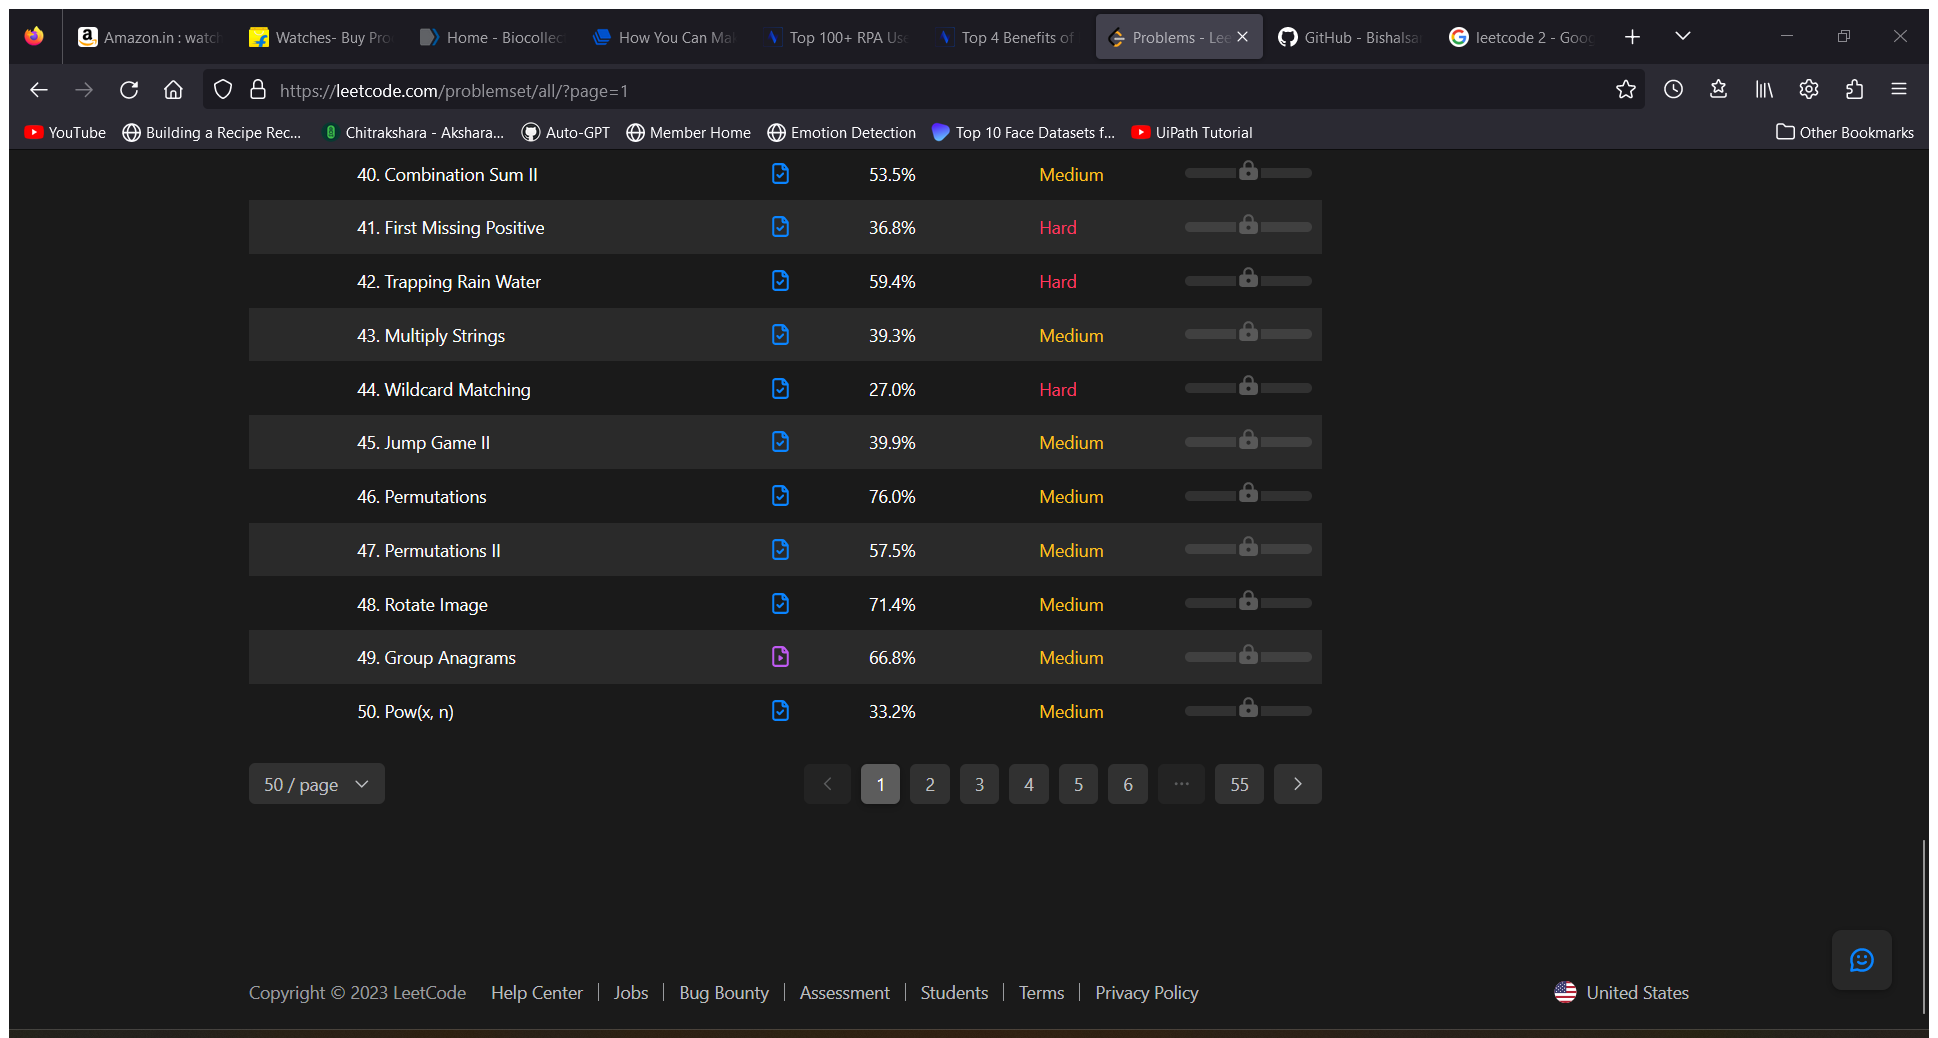 Amazon.in : watch
Watches- Buy Pro
Home - Biocollec
How You Can Mak
Top 100+ RPA Use
Top 4 Benefits of
Problems - Lee
GitHub - Bishalsa
leetcode 2 - Goog
https://leetcode.com/problemset/all/?page=1
YouTube
Building a Recipe Rec...
Chitrakshara - Akshara...
Auto-GPT
Member Home
Emotion Detection
Top 10 Face Datasets f...
UiPath Tutorial
Other Bookmarks
40. Combination Sum II 53.5% Medium
41. First Missing Positive 36.8% Hard
42. Trapping Rain Water 59.4% Hard
43. Multiply Strings 39.3% Medium
44. Wildcard Matching 27.0% Hard
45. Jump Game II 39.9% Medium
46. Permutations 76.0% Medium
47. Permutations II 57.5% Medium
48. Rotate Image 71.4% Medium
49. Group Anagrams 66.8% Medium
50. Pow(x, n) 33.2% Medium
50 / page
1 2 3 4 5 6 ... 55
Copyright © 2023 LeetCode
Help Center | Jobs | Bug Bounty | Assessment | Students | Terms | Privacy Policy
United States